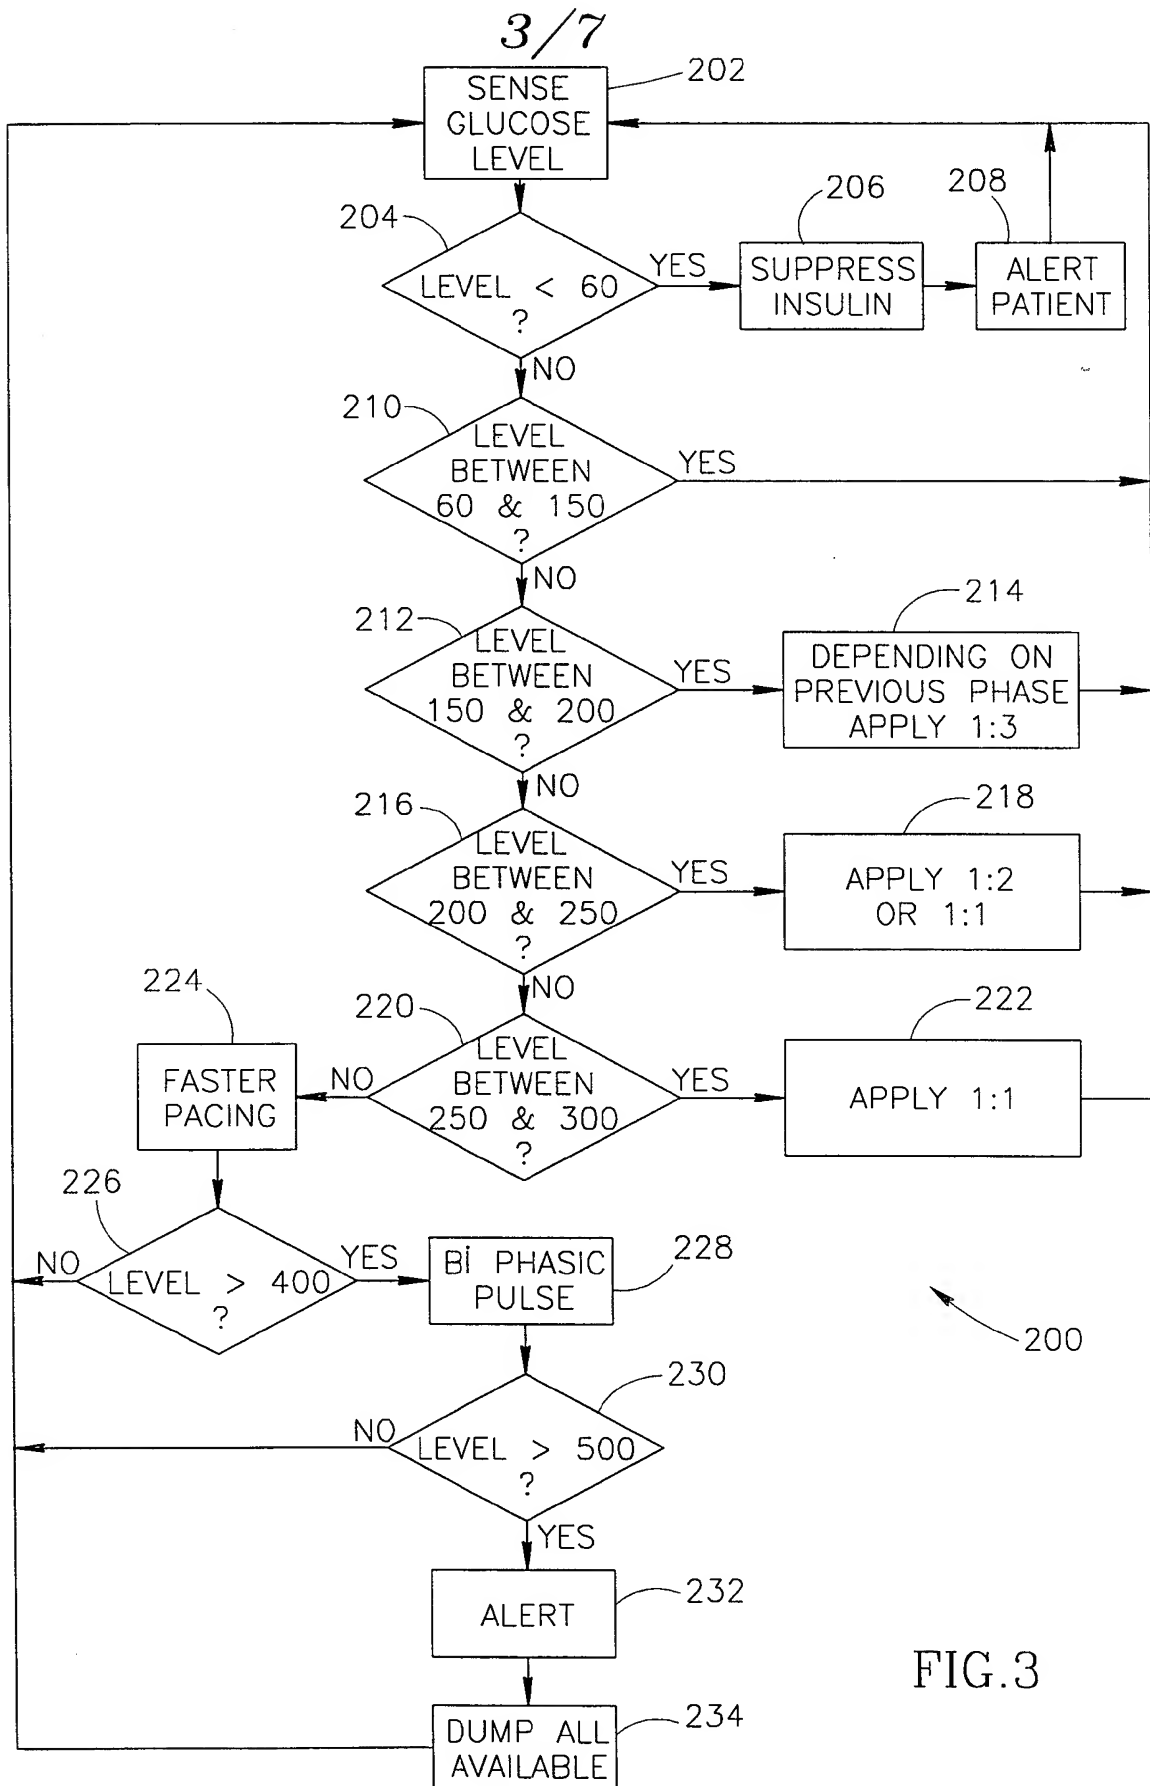 3/7
202
SENSE
GLUCOSE
LEVEL
204
LEVEL < 60
?
YES
206
SUPPRESS
INSULIN
208
ALERT
PATIENT
NO
210
LEVEL
BETWEEN
60 & 150
?
YES
NO
212
LEVEL
BETWEEN
150 & 200
?
YES
214
DEPENDING ON
PREVIOUS PHASE
APPLY 1:3
NO
216
LEVEL
BETWEEN
200 & 250
?
YES
218
APPLY 1:2
OR 1:1
NO
220
LEVEL
BETWEEN
250 & 300
?
YES
222
APPLY 1:1
NO
224
FASTER
PACING
226
LEVEL > 400
?
NO
YES
228
Bi PHASIC
PULSE
200
230
LEVEL > 500
?
NO
YES
232
ALERT
234
DUMP ALL
AVAILABLE
FIG.3